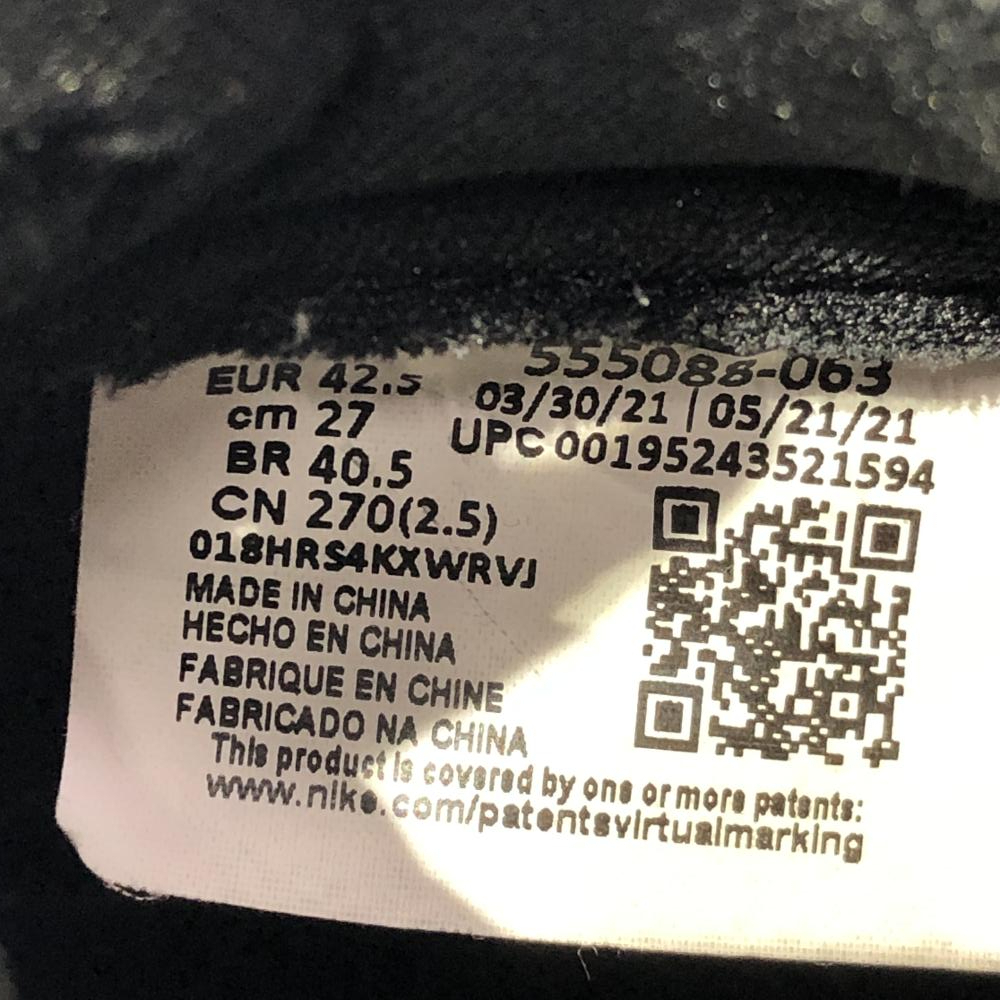 EUR 42.5
cm 27
BR 40.5
CN 270(2.5)
018HRS4KXWRVJ
MADE IN CHINA
HECHO EN CHINA
FABRIQUE EN CHINE
FABRICADO NA CHINA
555088-063
03/30/21 | 05/21/21
UPC 00195243521594
This product is covered by one or more patents:
www.nike.com/patentsvirtualmarking